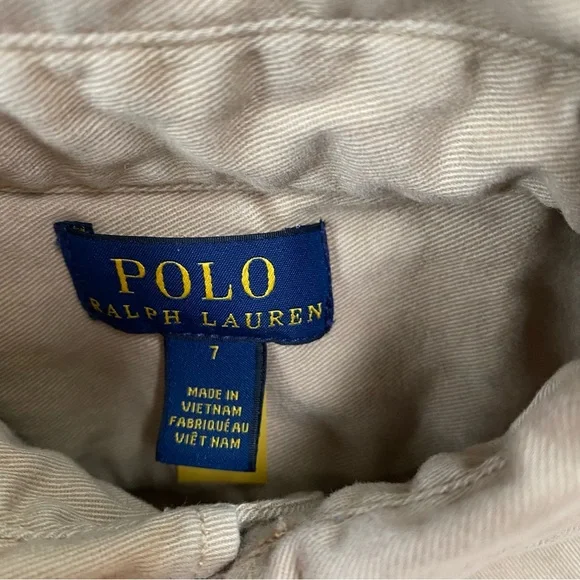 POLO
RALPH LAUREN
7
MADE IN
VIETNAM
FABRIQUÉ AU
VIÊT NAM